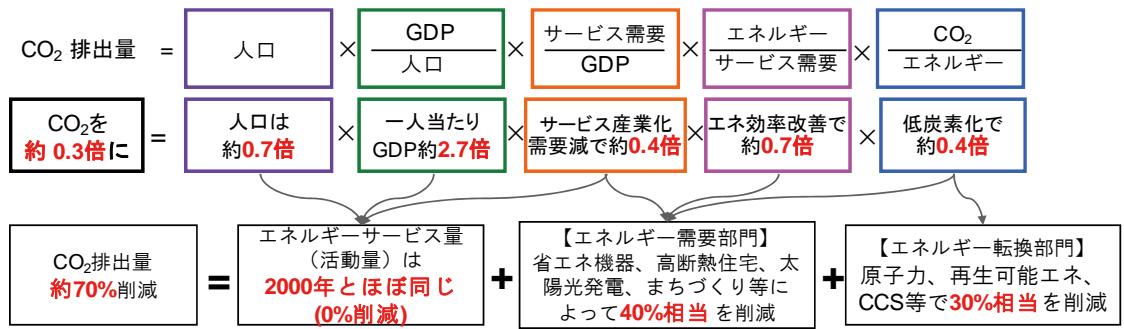 CO₂ 排出量 = 人口 × GDP/人口 × サービス需要/GDP × エネルギー/サービス需要 × CO₂/エネルギー
CO₂を
約 0.3倍に
=
人口は
約0.7倍
×
一人当たり
GDP約2.7倍
×
サービス産業化
需要減で約0.4倍
×
エネ効率改善で
約0.7倍
×
低炭素化で
約0.4倍
CO₂排出量
約70%削減
=
エネルギーサービス量
（活動量）は
2000年とほぼ同じ
(0%削減)
+
【エネルギー需要部門】
省エネ機器、高断熱住宅、太
陽光発電、まちづくり等に
よって40%相当 を削減
+
【エネルギー転換部門】
原子力、再生可能エネ、
CCS等で30%相当 を削減